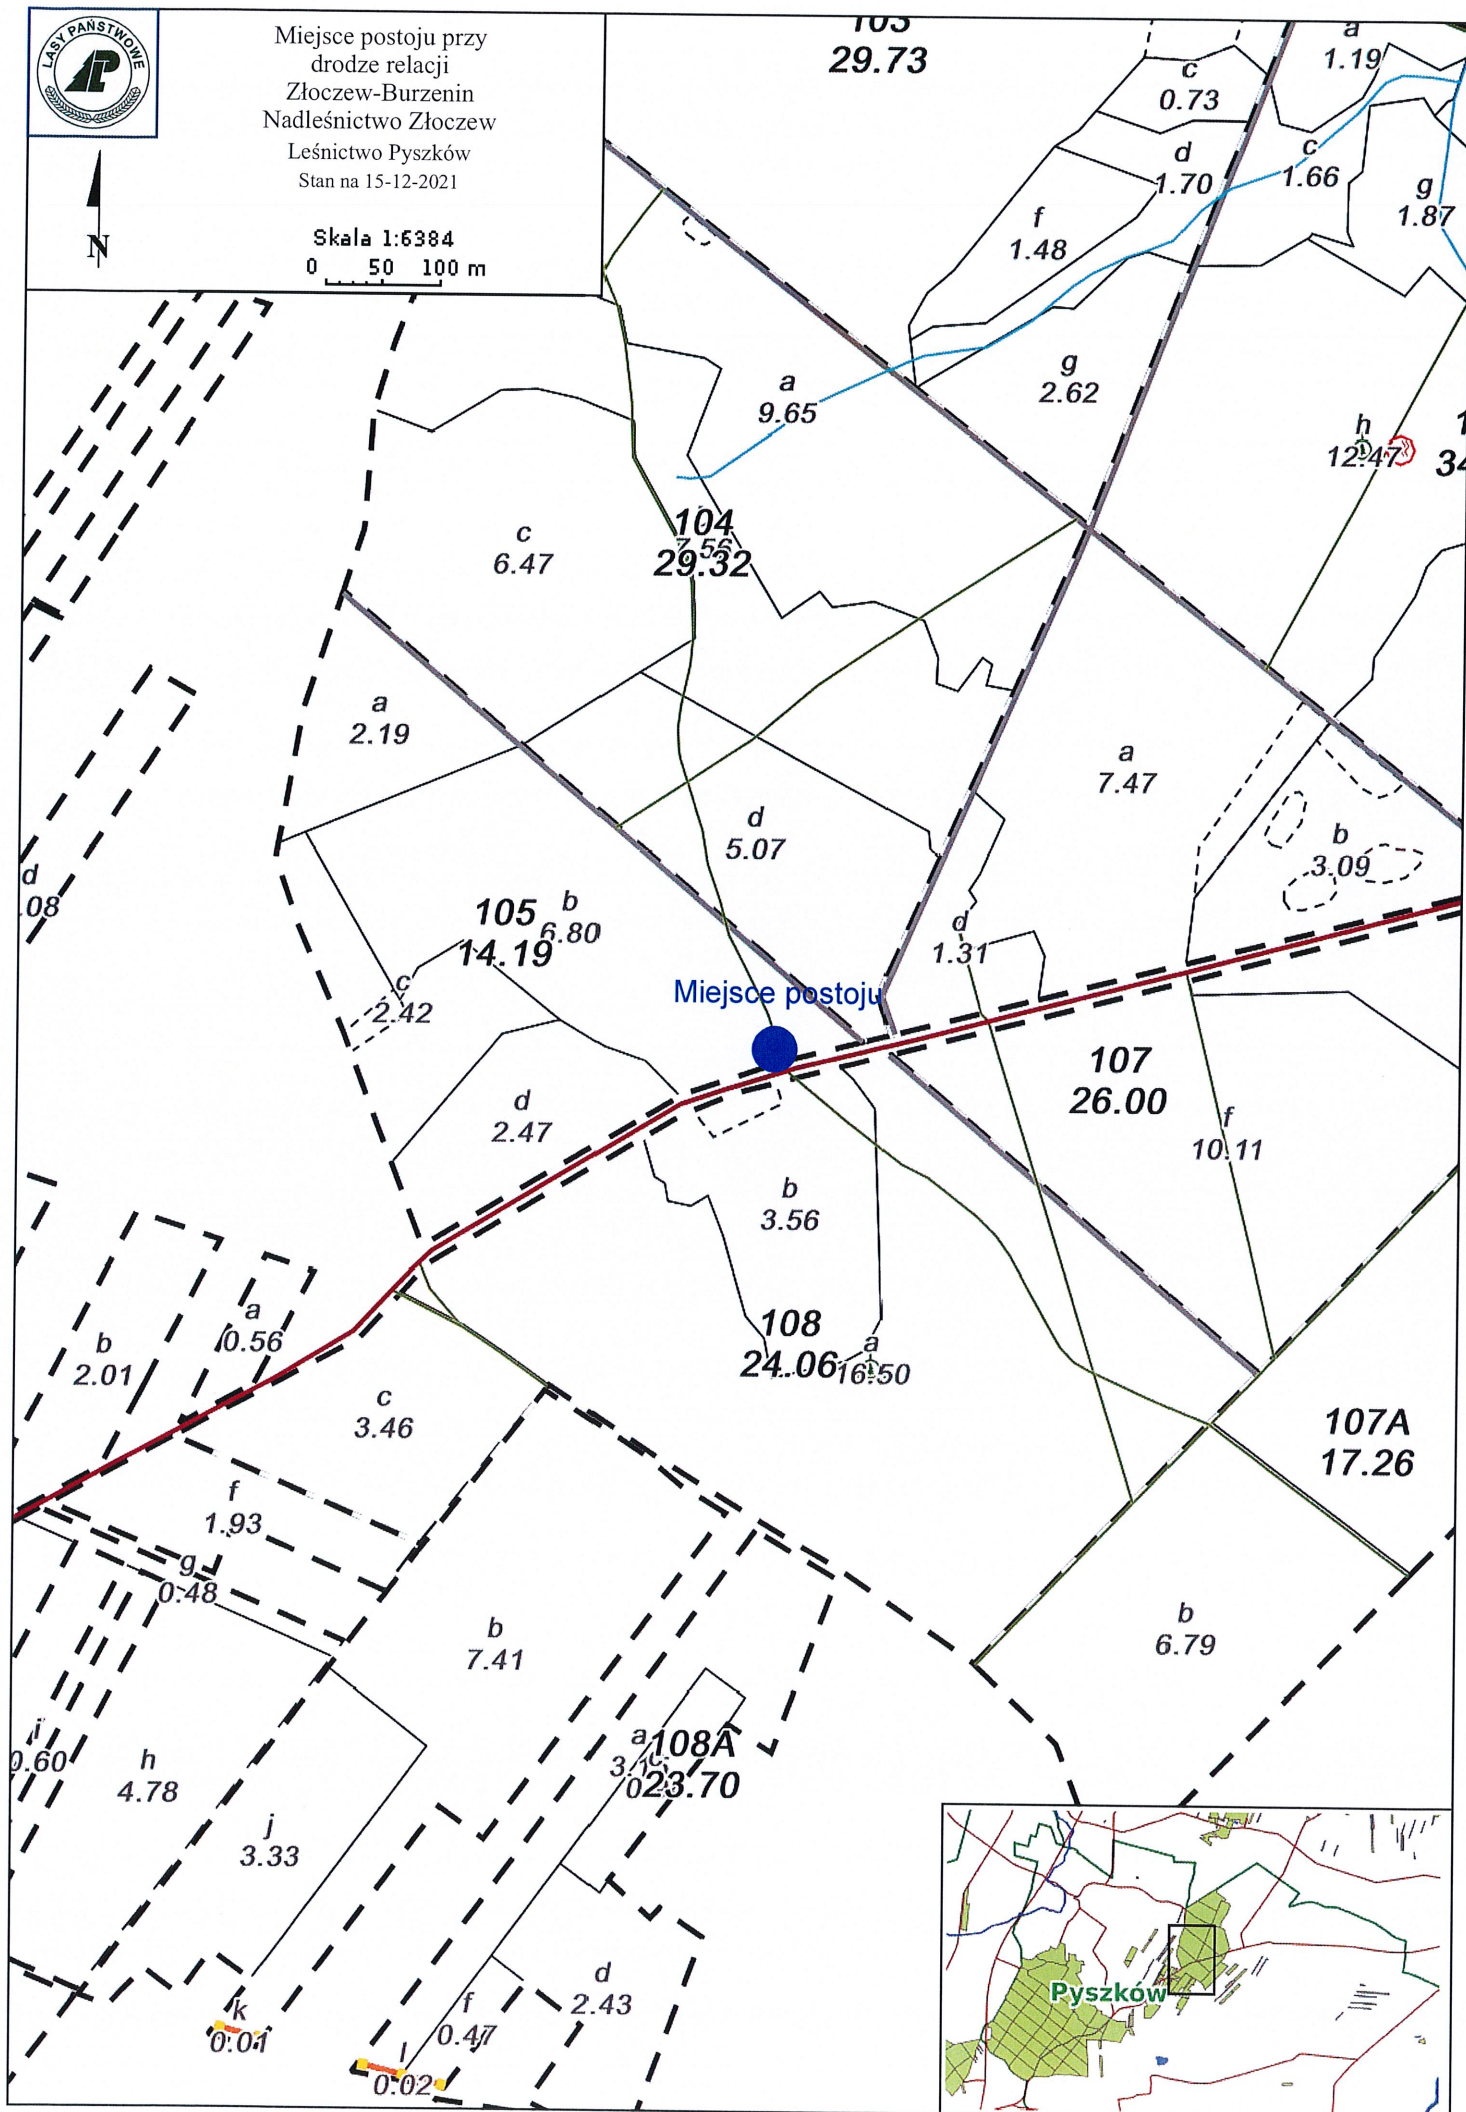 LASY PAŃSTWOWE
Miejsce postoju przy
drodze relacji
Złoczew-Burzenin
Nadleśnictwo Złoczew
Leśnictwo Pyszków
Stan na 15-12-2021
N
Skala 1:6384
0 50 100 m
103
29.73
a
1.19
c
0.73
d
1.70
c
1.66
g
1.87
f
1.48
a
9.65
g
2.62
h
12.47
c
6.47
104
7.56
29.32
a
2.19
a
7.47
d
5.07
b
3.09
d
.08
105
14.19
b
6.80
d
1.31
c
2.42
Miejsce postoju
107
26.00
d
2.47
f
10.11
b
3.56
a
0.56
b
2.01
108
24.06
a
16.50
c
3.46
107A
17.26
f
1.93
g
0.48
b
7.41
b
6.79
i
0.60
h
4.78
a
108A
23.70
j
3.33
d
2.43
k
0.01
f
0.47
l
0.02
Pyszków